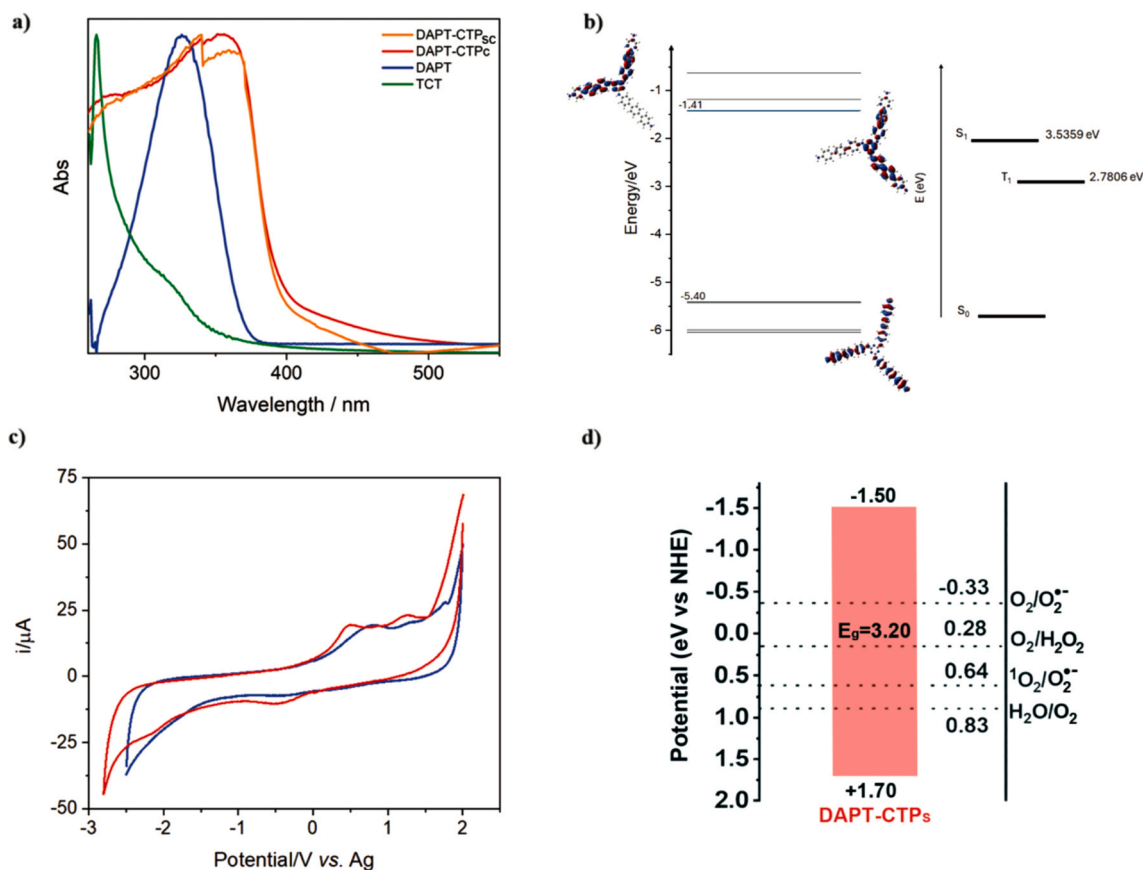 a)
DAPT-CTPsc
DAPT-CTPc
DAPT
TCT
Abs
300
400
500
Wavelength / nm
b)
Energy/eV
-1
-1.41
-2
-3
-4
-5
-5.40
-6
E (eV)
S1
3.5359 eV
T1
2.7806 eV
S0
c)
i/μA
75
50
25
0
-25
-50
-3
-2
-1
0
1
2
Potential/V vs. Ag
d)
Potential (eV vs NHE)
-1.5
-1.0
-0.5
0.0
0.5
1.0
1.5
2.0
-1.50
Eg=3.20
+1.70
DAPT-CTPs
-0.33
O2/O2•-
0.28
O2/H2O2
0.64
1O2/O2•-
H2O/O2
0.83